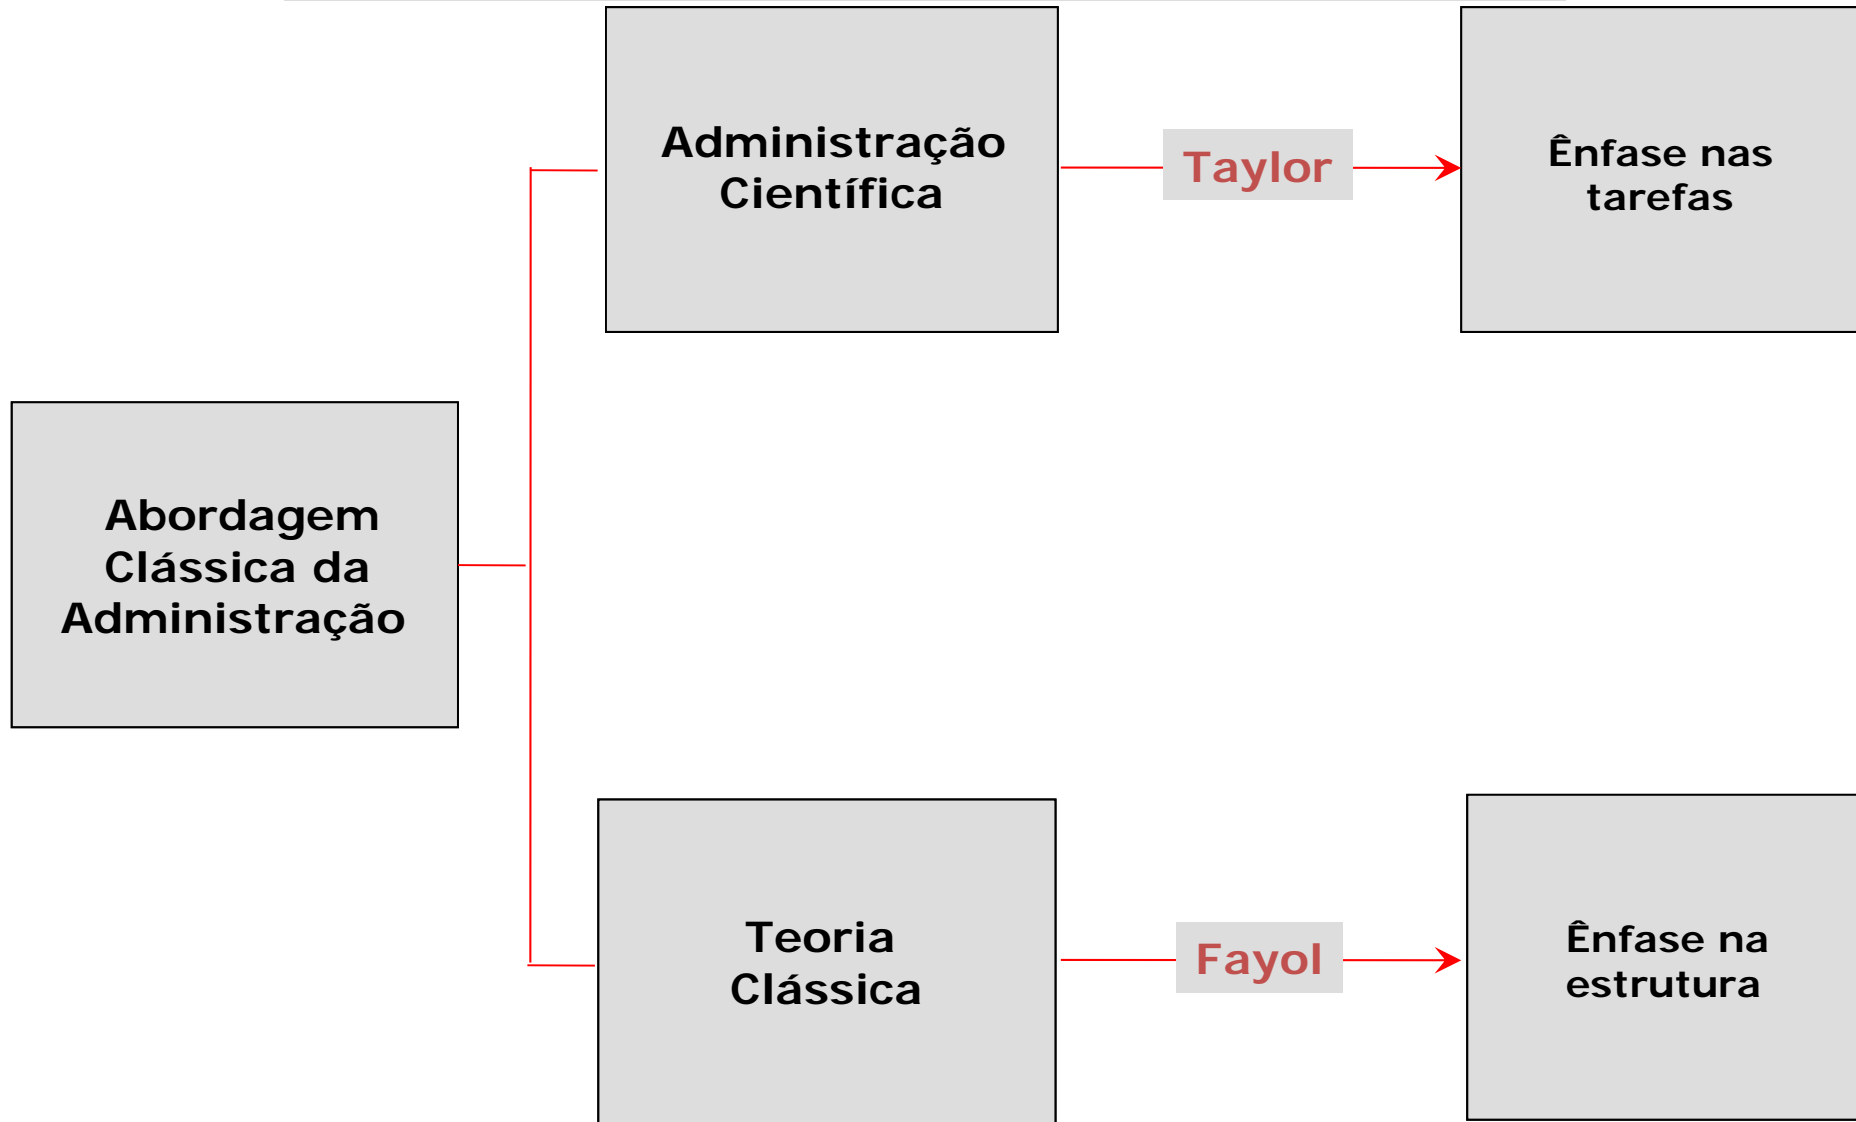 Administração
Científica
Taylor
Ênfase nas
tarefas
Abordagem
Clássica da
Administração
Teoria
Clássica
Fayol
Ênfase na
estrutura